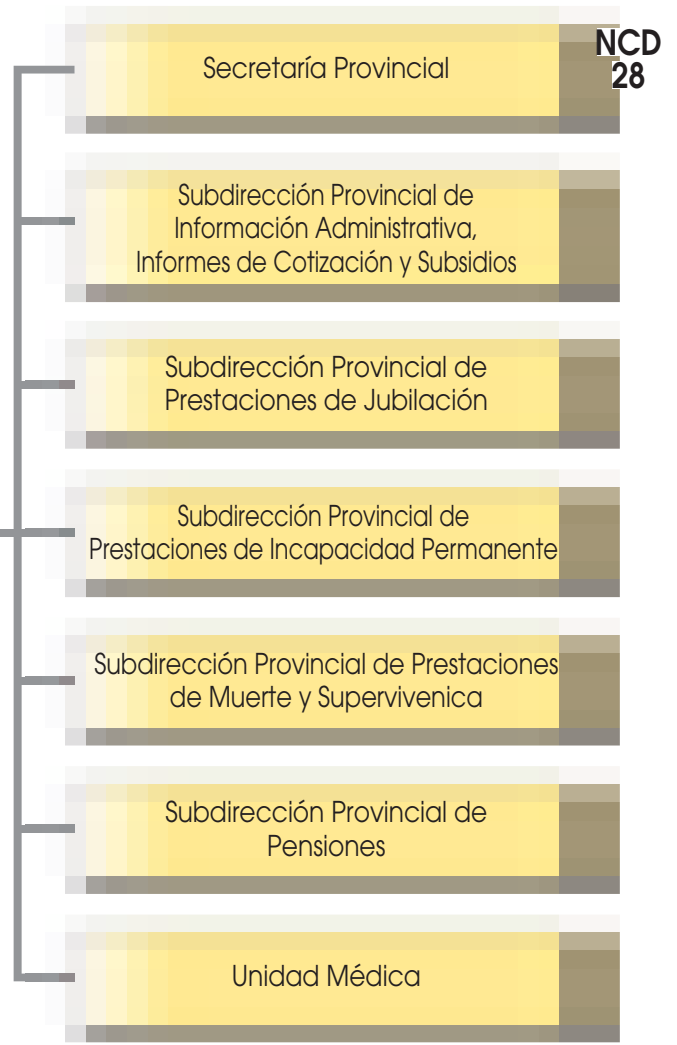 Secretaría Provincial
NCD
28
Subdirección Provincial de
Información Administrativa,
Informes de Cotización y Subsidios
Subdirección Provincial de
Prestaciones de Jubilación
Subdirección Provincial de
Prestaciones de Incapacidad Permanente
Subdirección Provincial de Prestaciones
de Muerte y Supervivenica
Subdirección Provincial de
Pensiones
Unidad Médica